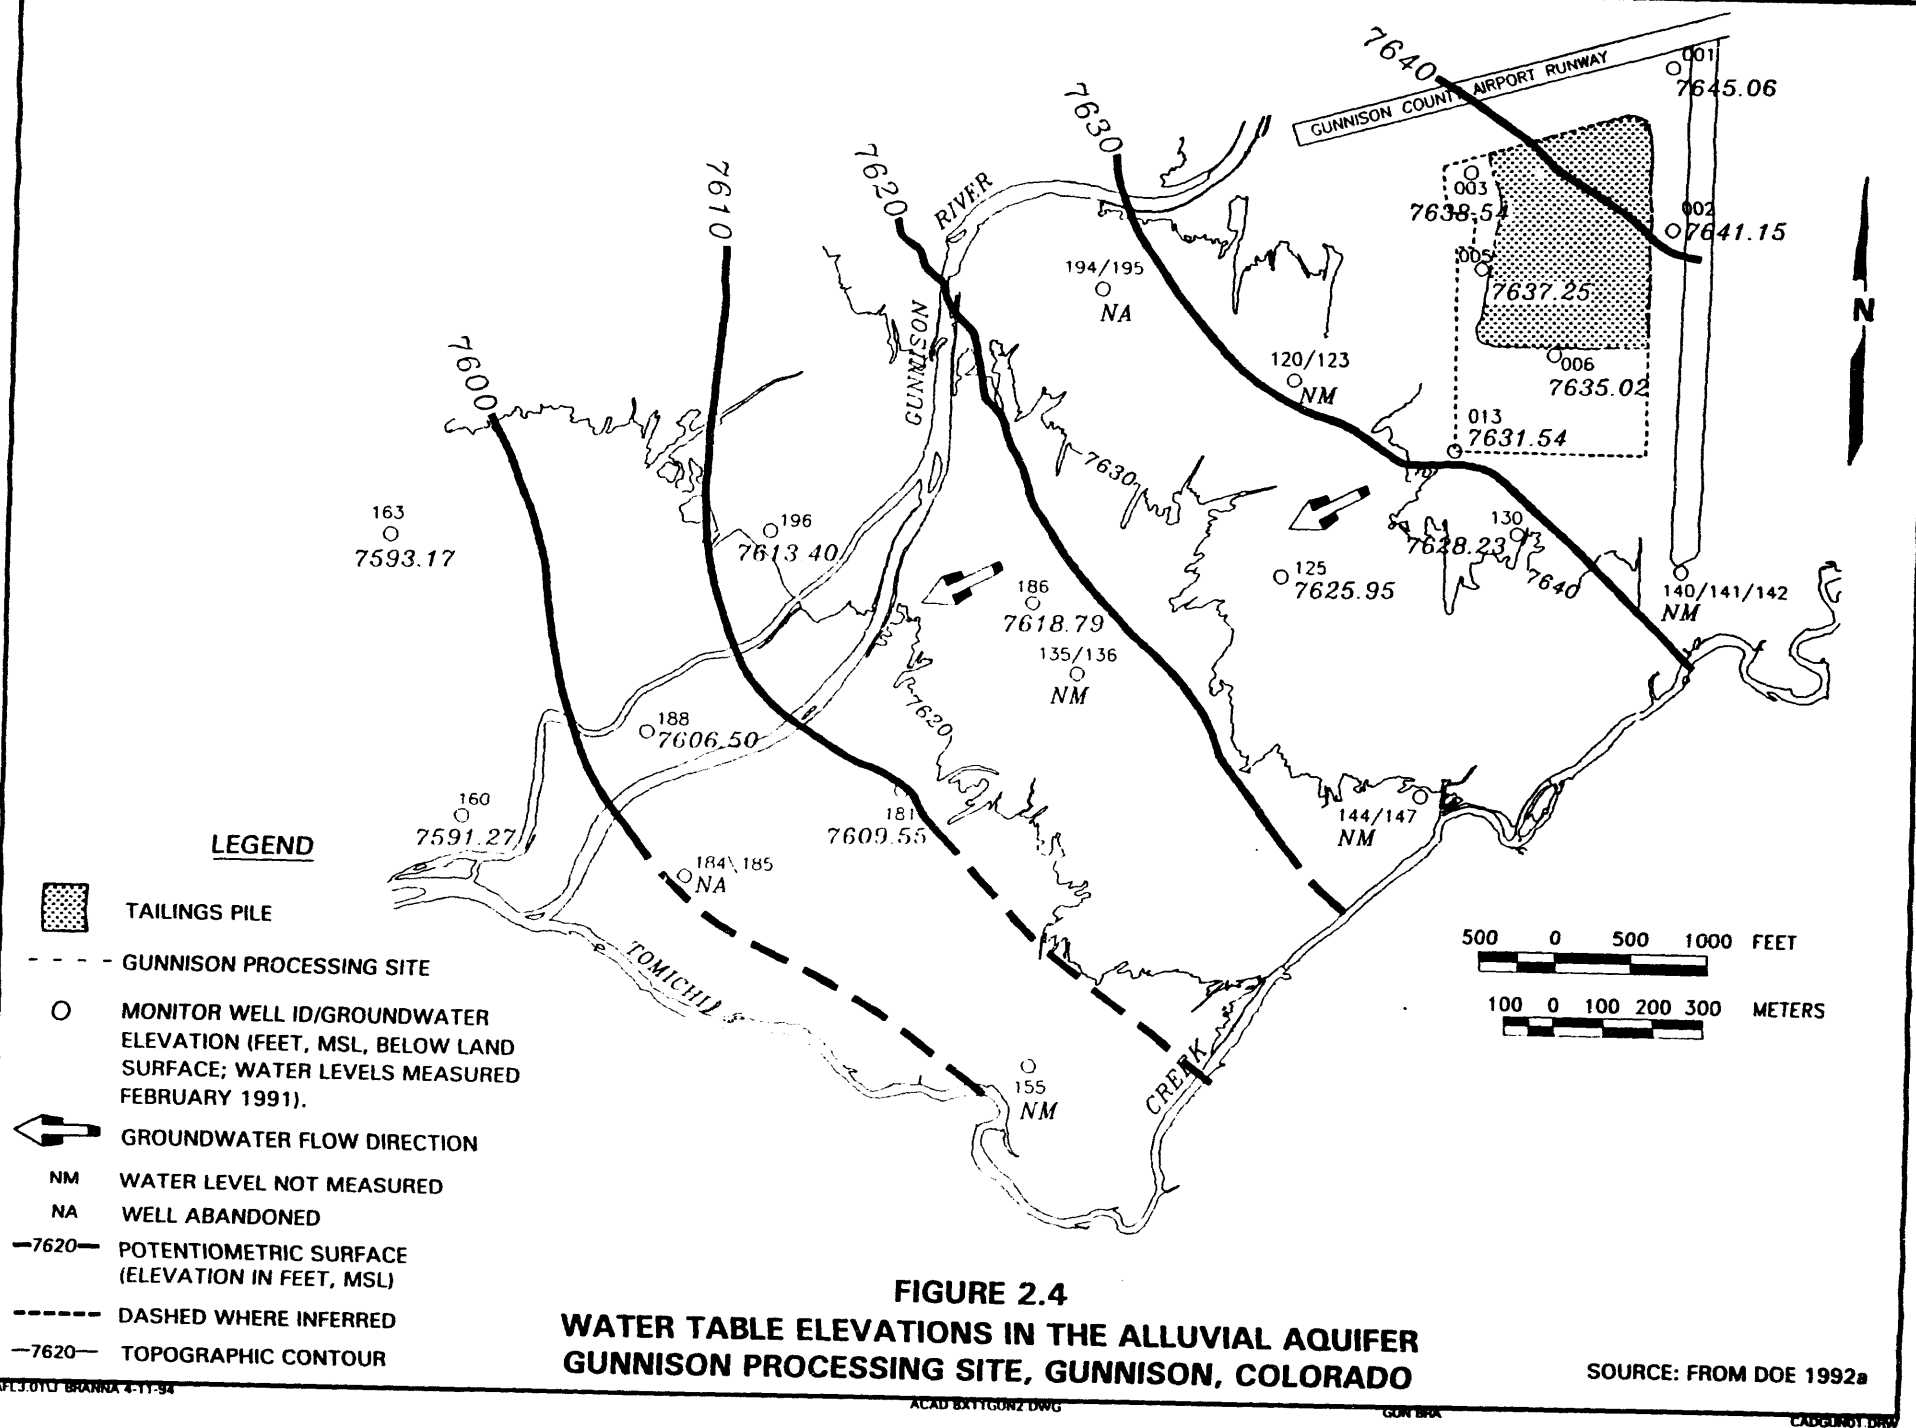 7640
GUNNISON COUNTY AIRPORT RUNWAY
001
7645.06
7630
7620
RIVER
7610
003
7638.54
002
7641.15
005
7637.25
194/195
NA
N
GUNNISON
7600
120/123
NM
006
7635.02
013
7631.54
7630
163
7593.17
196
7613.40
130
7628.23
7640
125
7625.95
186
7618.79
140/141/142
NM
135/136
NM
7620
188
7606.50
160
7591.27
181
7609.55
144/147
NM
184\185
NA
TOMICHI
CREEK
155
NM
500 0 500 1000 FEET
100 0 100 200 300 METERS
LEGEND
TAILINGS PILE
GUNNISON PROCESSING SITE
MONITOR WELL ID/GROUNDWATER
ELEVATION (FEET, MSL, BELOW LAND
SURFACE; WATER LEVELS MEASURED
FEBRUARY 1991).
GROUNDWATER FLOW DIRECTION
NM WATER LEVEL NOT MEASURED
NA WELL ABANDONED
7620 POTENTIOMETRIC SURFACE
(ELEVATION IN FEET, MSL)
DASHED WHERE INFERRED
7620 TOPOGRAPHIC CONTOUR
FIGURE 2.4
WATER TABLE ELEVATIONS IN THE ALLUVIAL AQUIFER
GUNNISON PROCESSING SITE, GUNNISON, COLORADO
SOURCE: FROM DOE 1992a
BRANNA 4-11-94